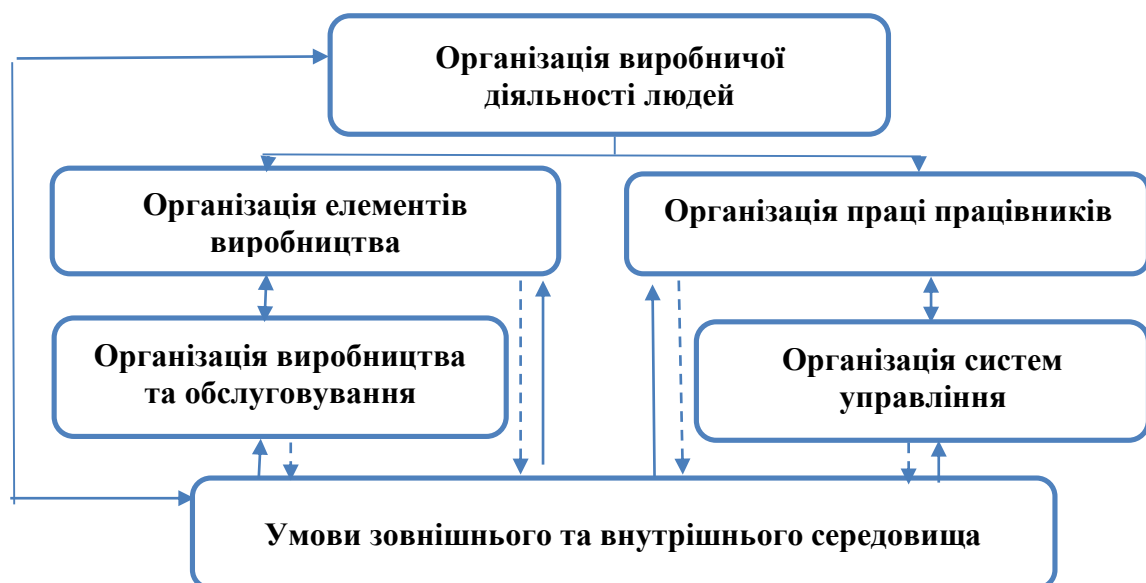 Організація виробничої
діяльності людей
Організація елементів
виробництва
Організація праці працівників
Організація виробництва
та обслуговування
Організація систем
управління
Умови зовнішнього та внутрішнього середовища